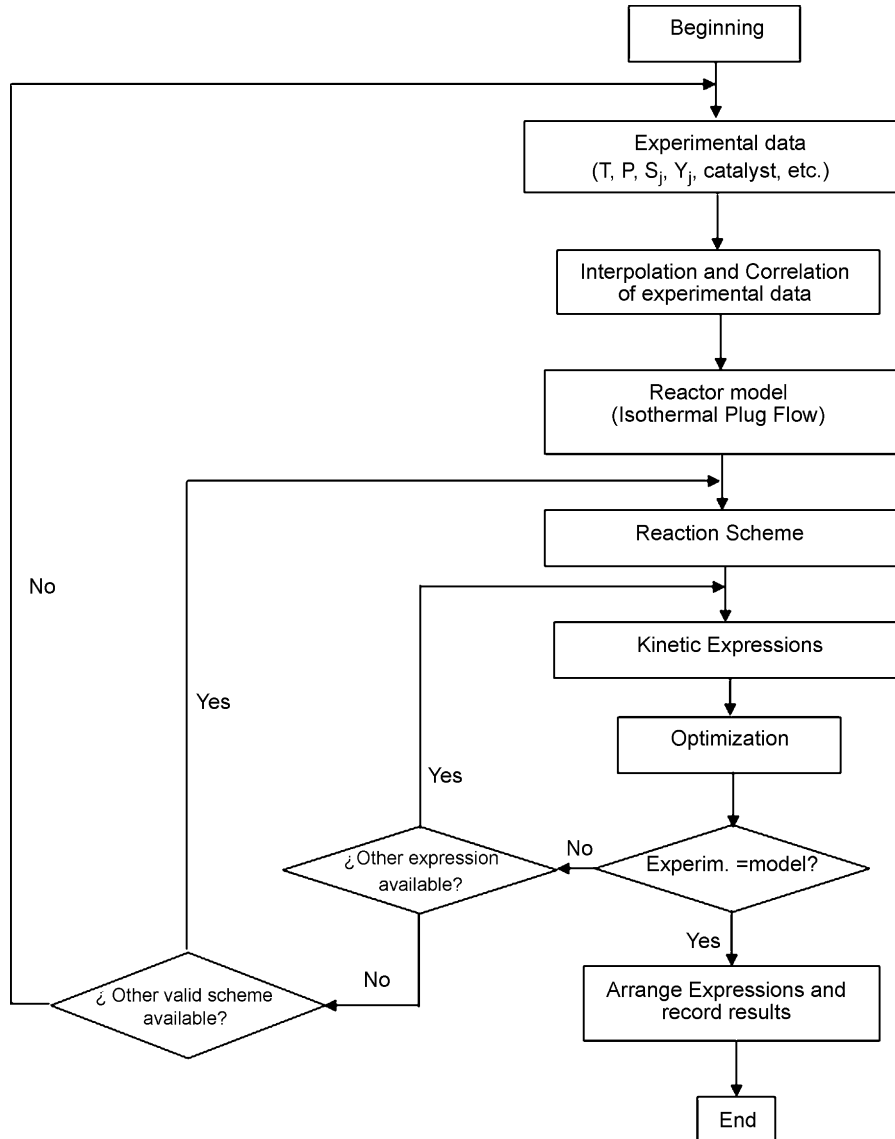 Beginning
Experimental data
(T, P, Sj, Yj, catalyst, etc.)
Interpolation and Correlation
of experimental data
Reactor model
(Isothermal Plug Flow)
Reaction Scheme
No
Kinetic Expressions
Yes
Optimization
Yes
No
¿Other expression
available?
Experim. =model?
Yes
No
¿ Other valid scheme
available?
Arrange Expressions and
record results
End